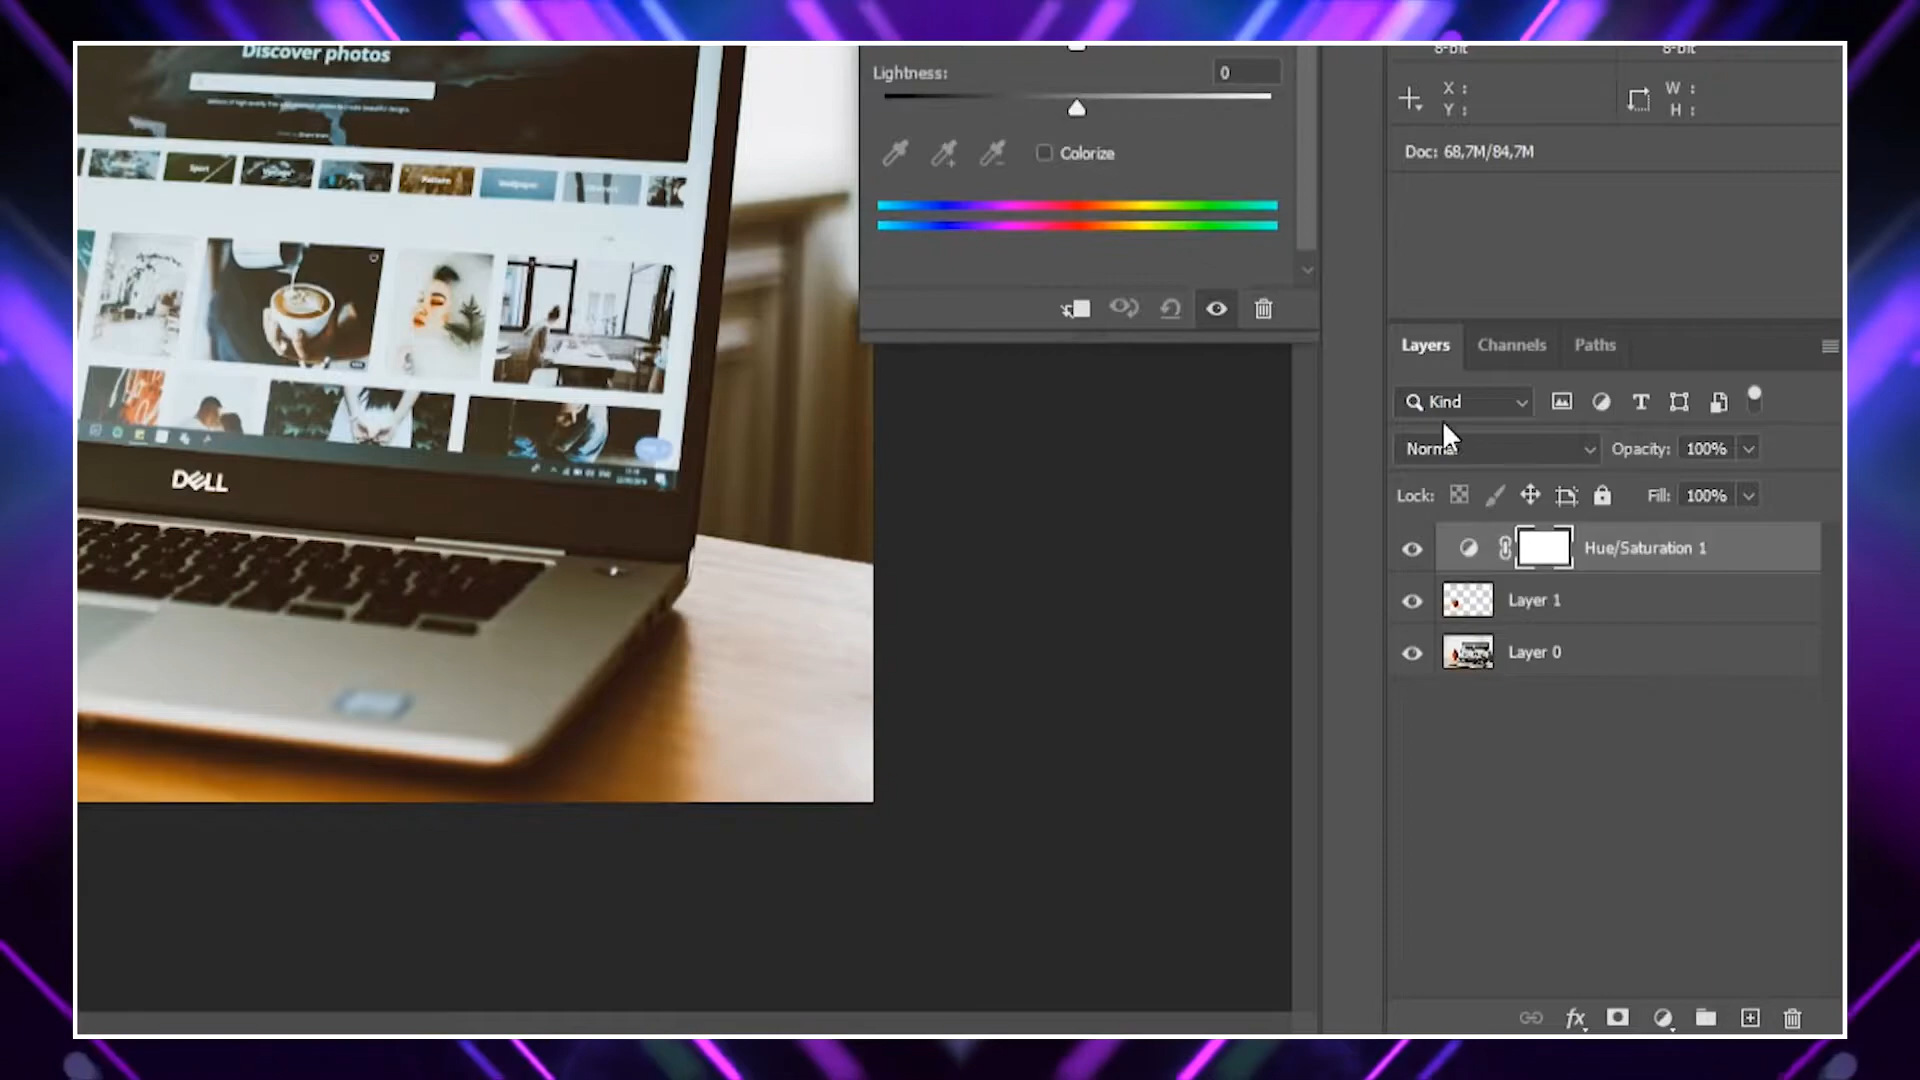 Discover photos
Sport
Wallpaper
DELL
Lightness:
0
Colorize
8-bit
8-bit
X :
Y :
W :
H :
Doc: 68,7M/84,7M
Layers
Channels
Paths
Kind
Normal
Opacity: 100%
Lock:
Fill: 100%
Hue/Saturation 1
Layer 1
Layer 0